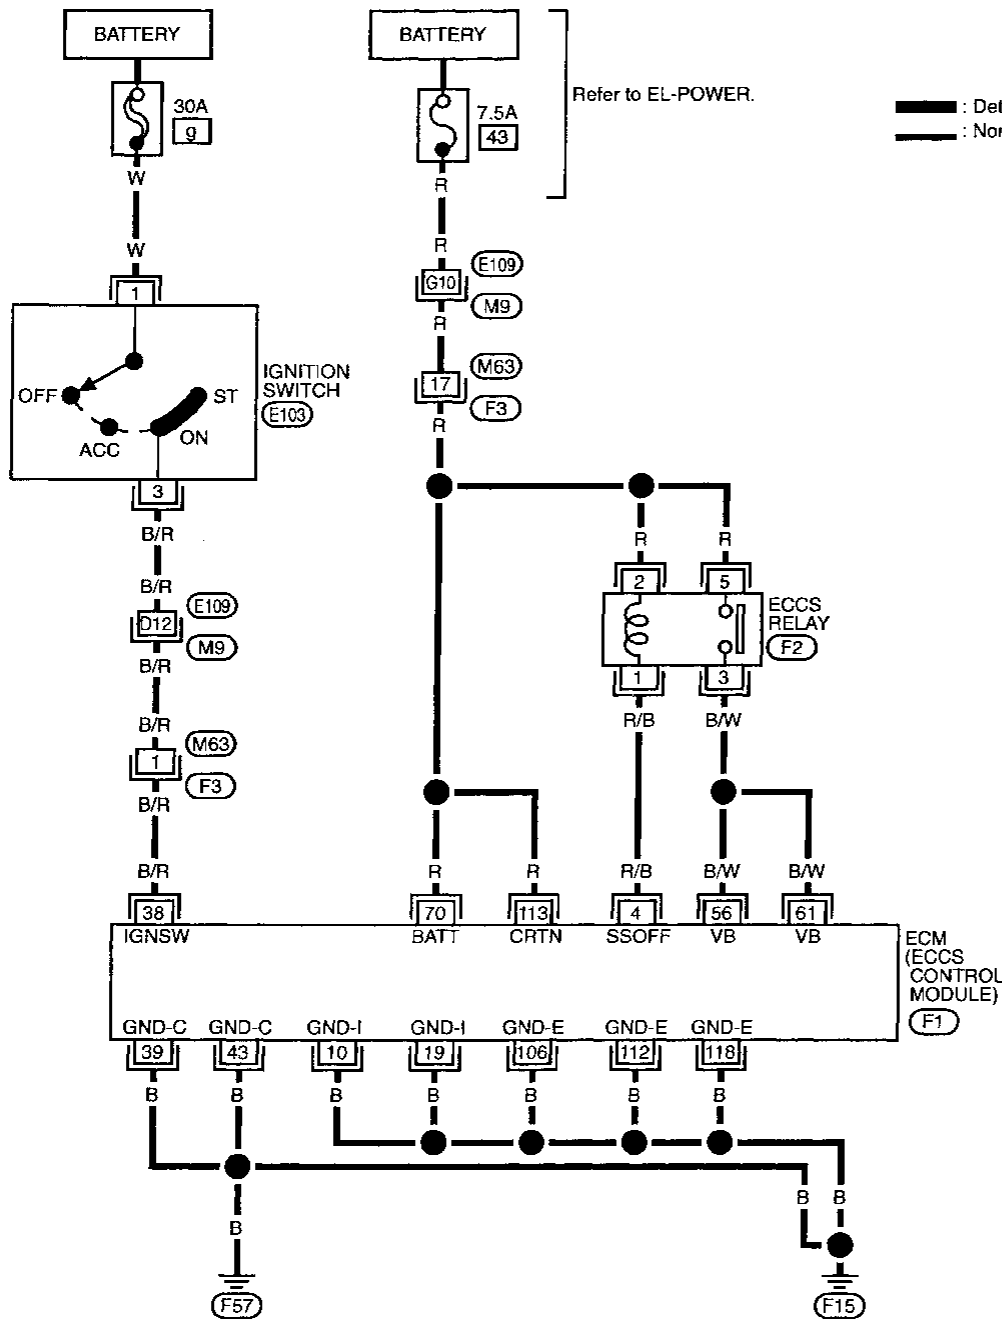 BATTERY
BATTERY
30A
g
7.5A
43
Refer to EL-POWER.
: Det
: Nor
W
W
R
R
G10
E109
M9
R
17
M63
F3
R
1
OFF
ACC
ON
ST
IGNITION
SWITCH
E103
3
B/R
B/R
D12
E109
M9
B/R
B/R
1
M63
F3
B/R
B/R
R
R
2
5
ECCS
RELAY
F2
1
3
R/B
B/W
R
R
R/B
B/W
B/W
38
70
113
4
56
61
IGNSW
BATT
CRTN
SSOFF
VB
VB
ECM
(ECCS
CONTROL
MODULE)
F1
GND-C
GND-C
GND-I
GND-I
GND-E
GND-E
GND-E
39
43
10
19
106
112
118
B
B
B
B
B
B
B
B
B
B
F57
F15